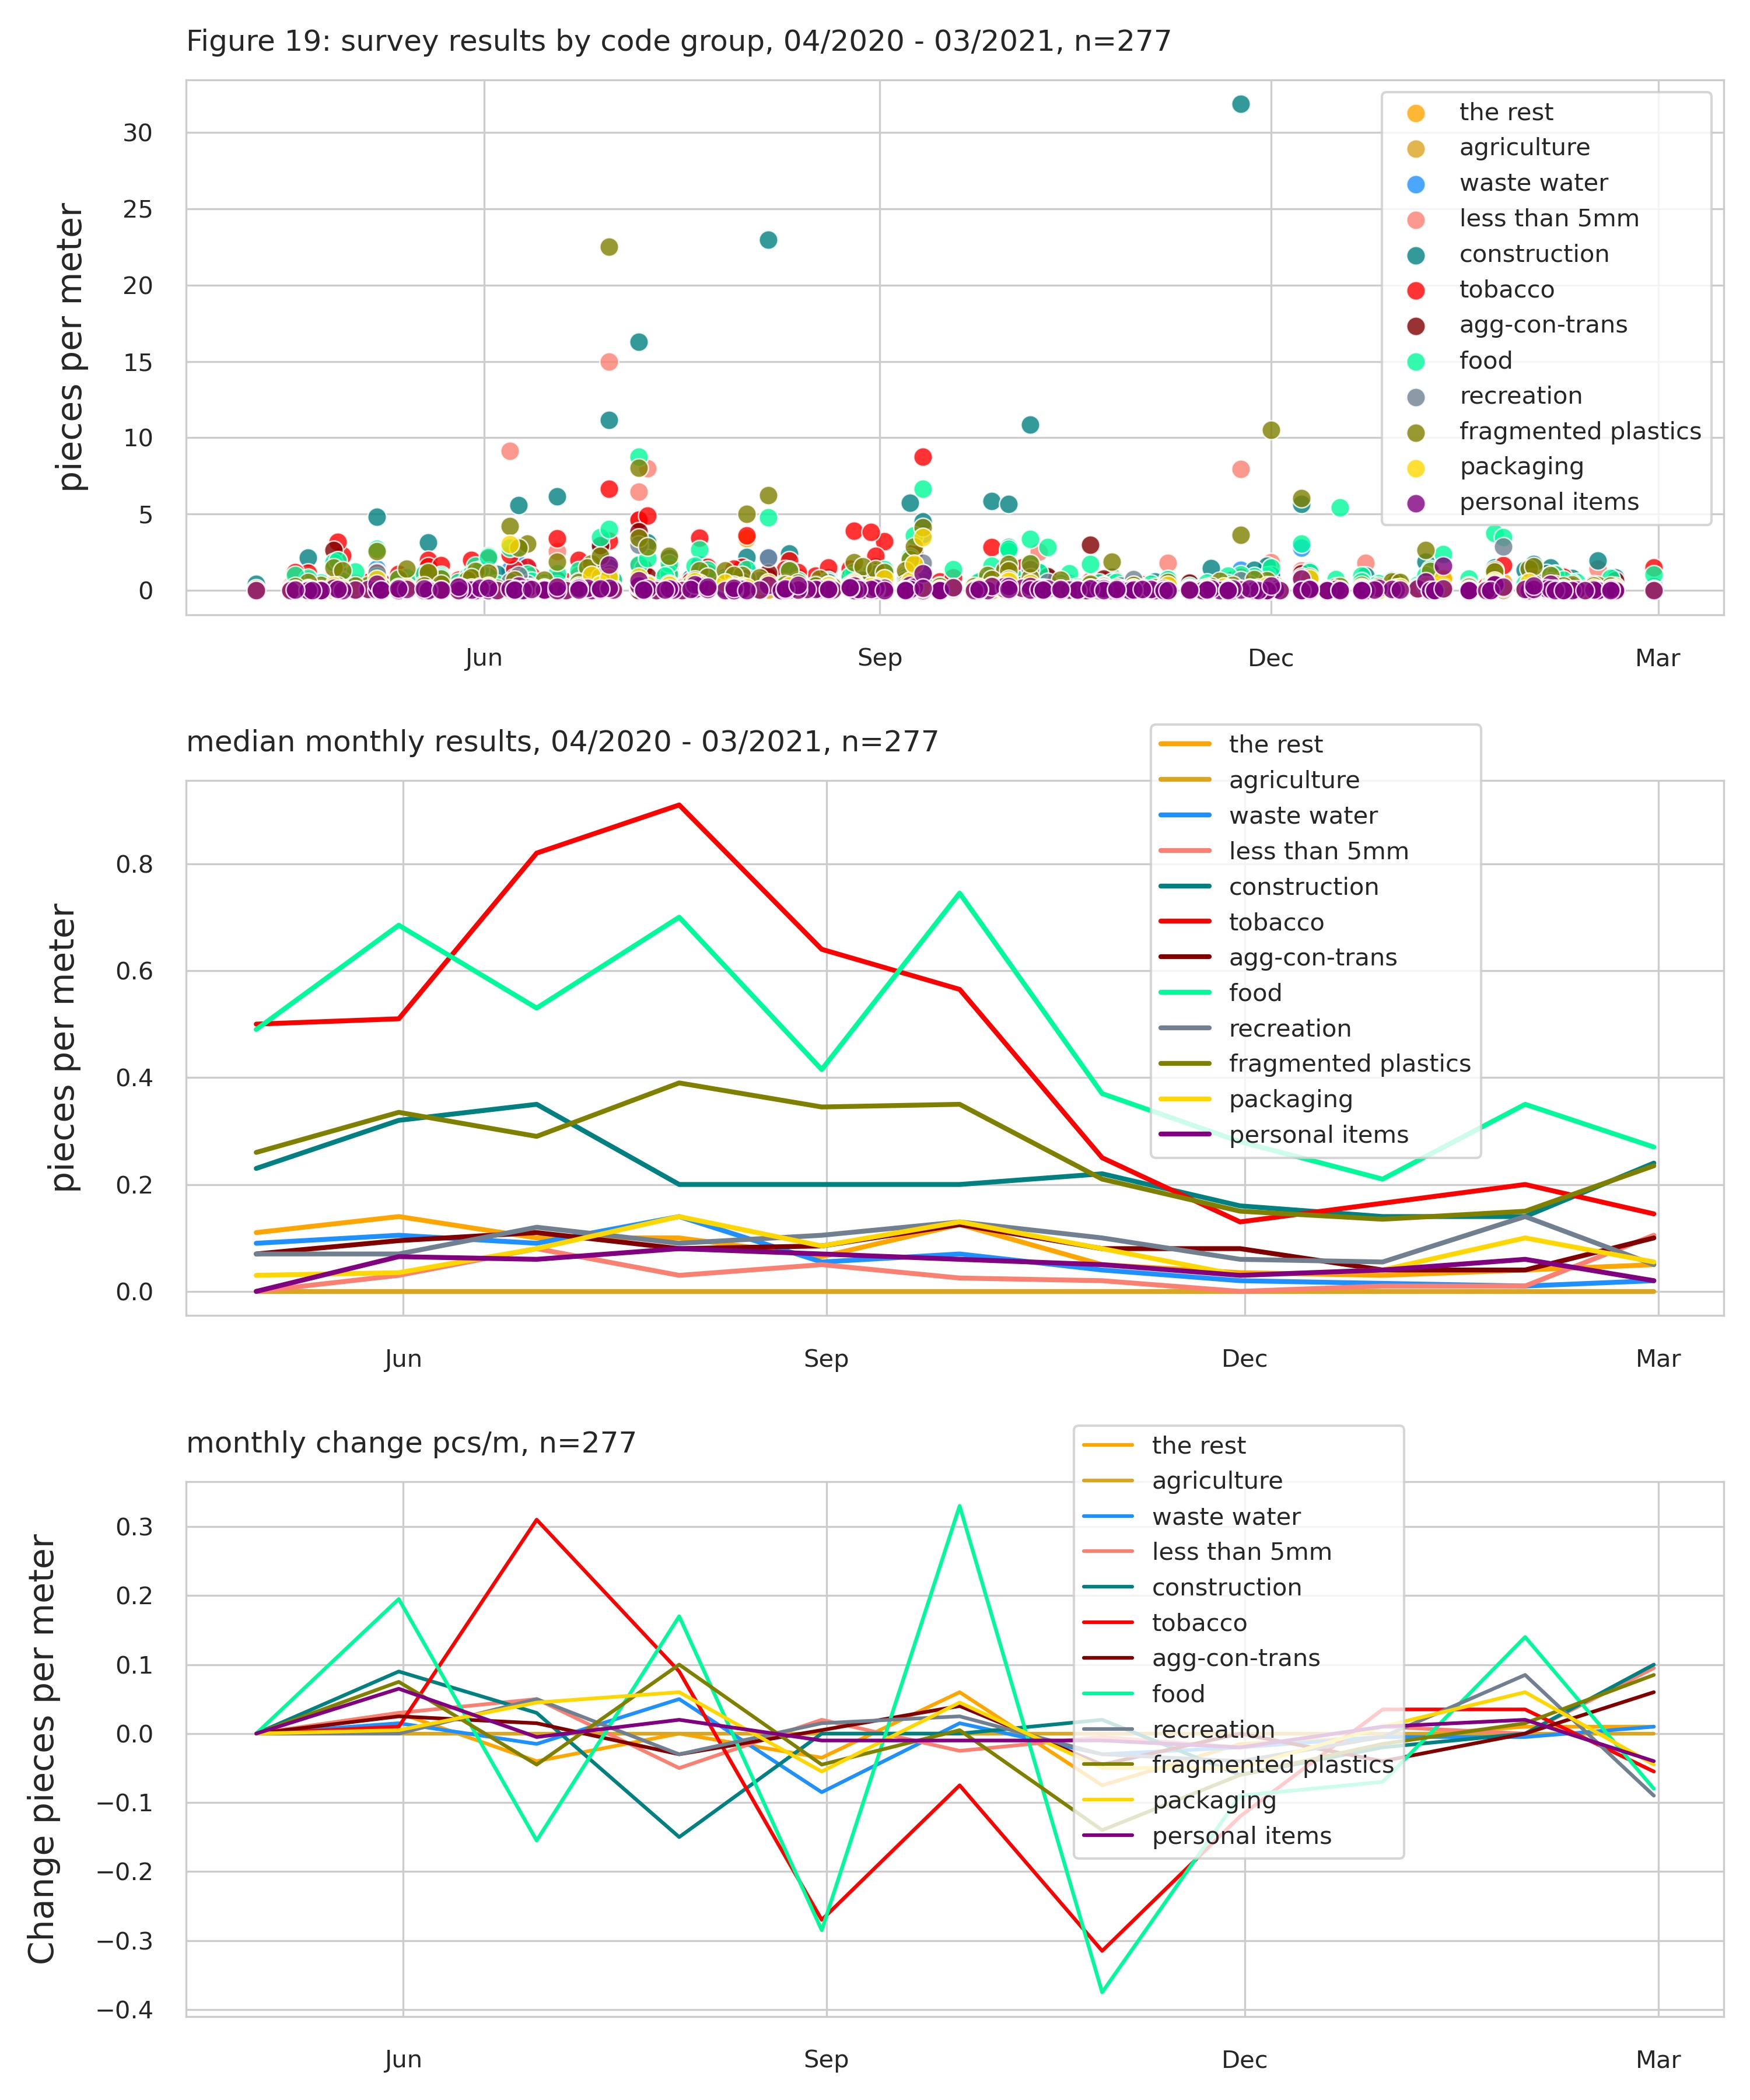 Figure 19: survey results by code group, 04/2020 - 03/2021, n=277
pieces per meter
30
25
20
15
10
5
0
the rest
agriculture
waste water
less than 5mm
construction
tobacco
agg-con-trans
food
recreation
fragmented plastics
packaging
personal items
Jun
Sep
Dec
Mar
median monthly results, 04/2020 - 03/2021, n=277
pieces per meter
0.8
0.6
0.4
0.2
0.0
the rest
agriculture
waste water
less than 5mm
construction
tobacco
agg-con-trans
food
recreation
fragmented plastics
packaging
personal items
Jun
Sep
Dec
Mar
monthly change pcs/m, n=277
Change pieces per meter
0.3
0.2
0.1
0.0
−0.1
−0.2
−0.3
−0.4
the rest
agriculture
waste water
less than 5mm
construction
tobacco
agg-con-trans
food
recreation
fragmented plastics
packaging
personal items
Jun
Sep
Dec
Mar